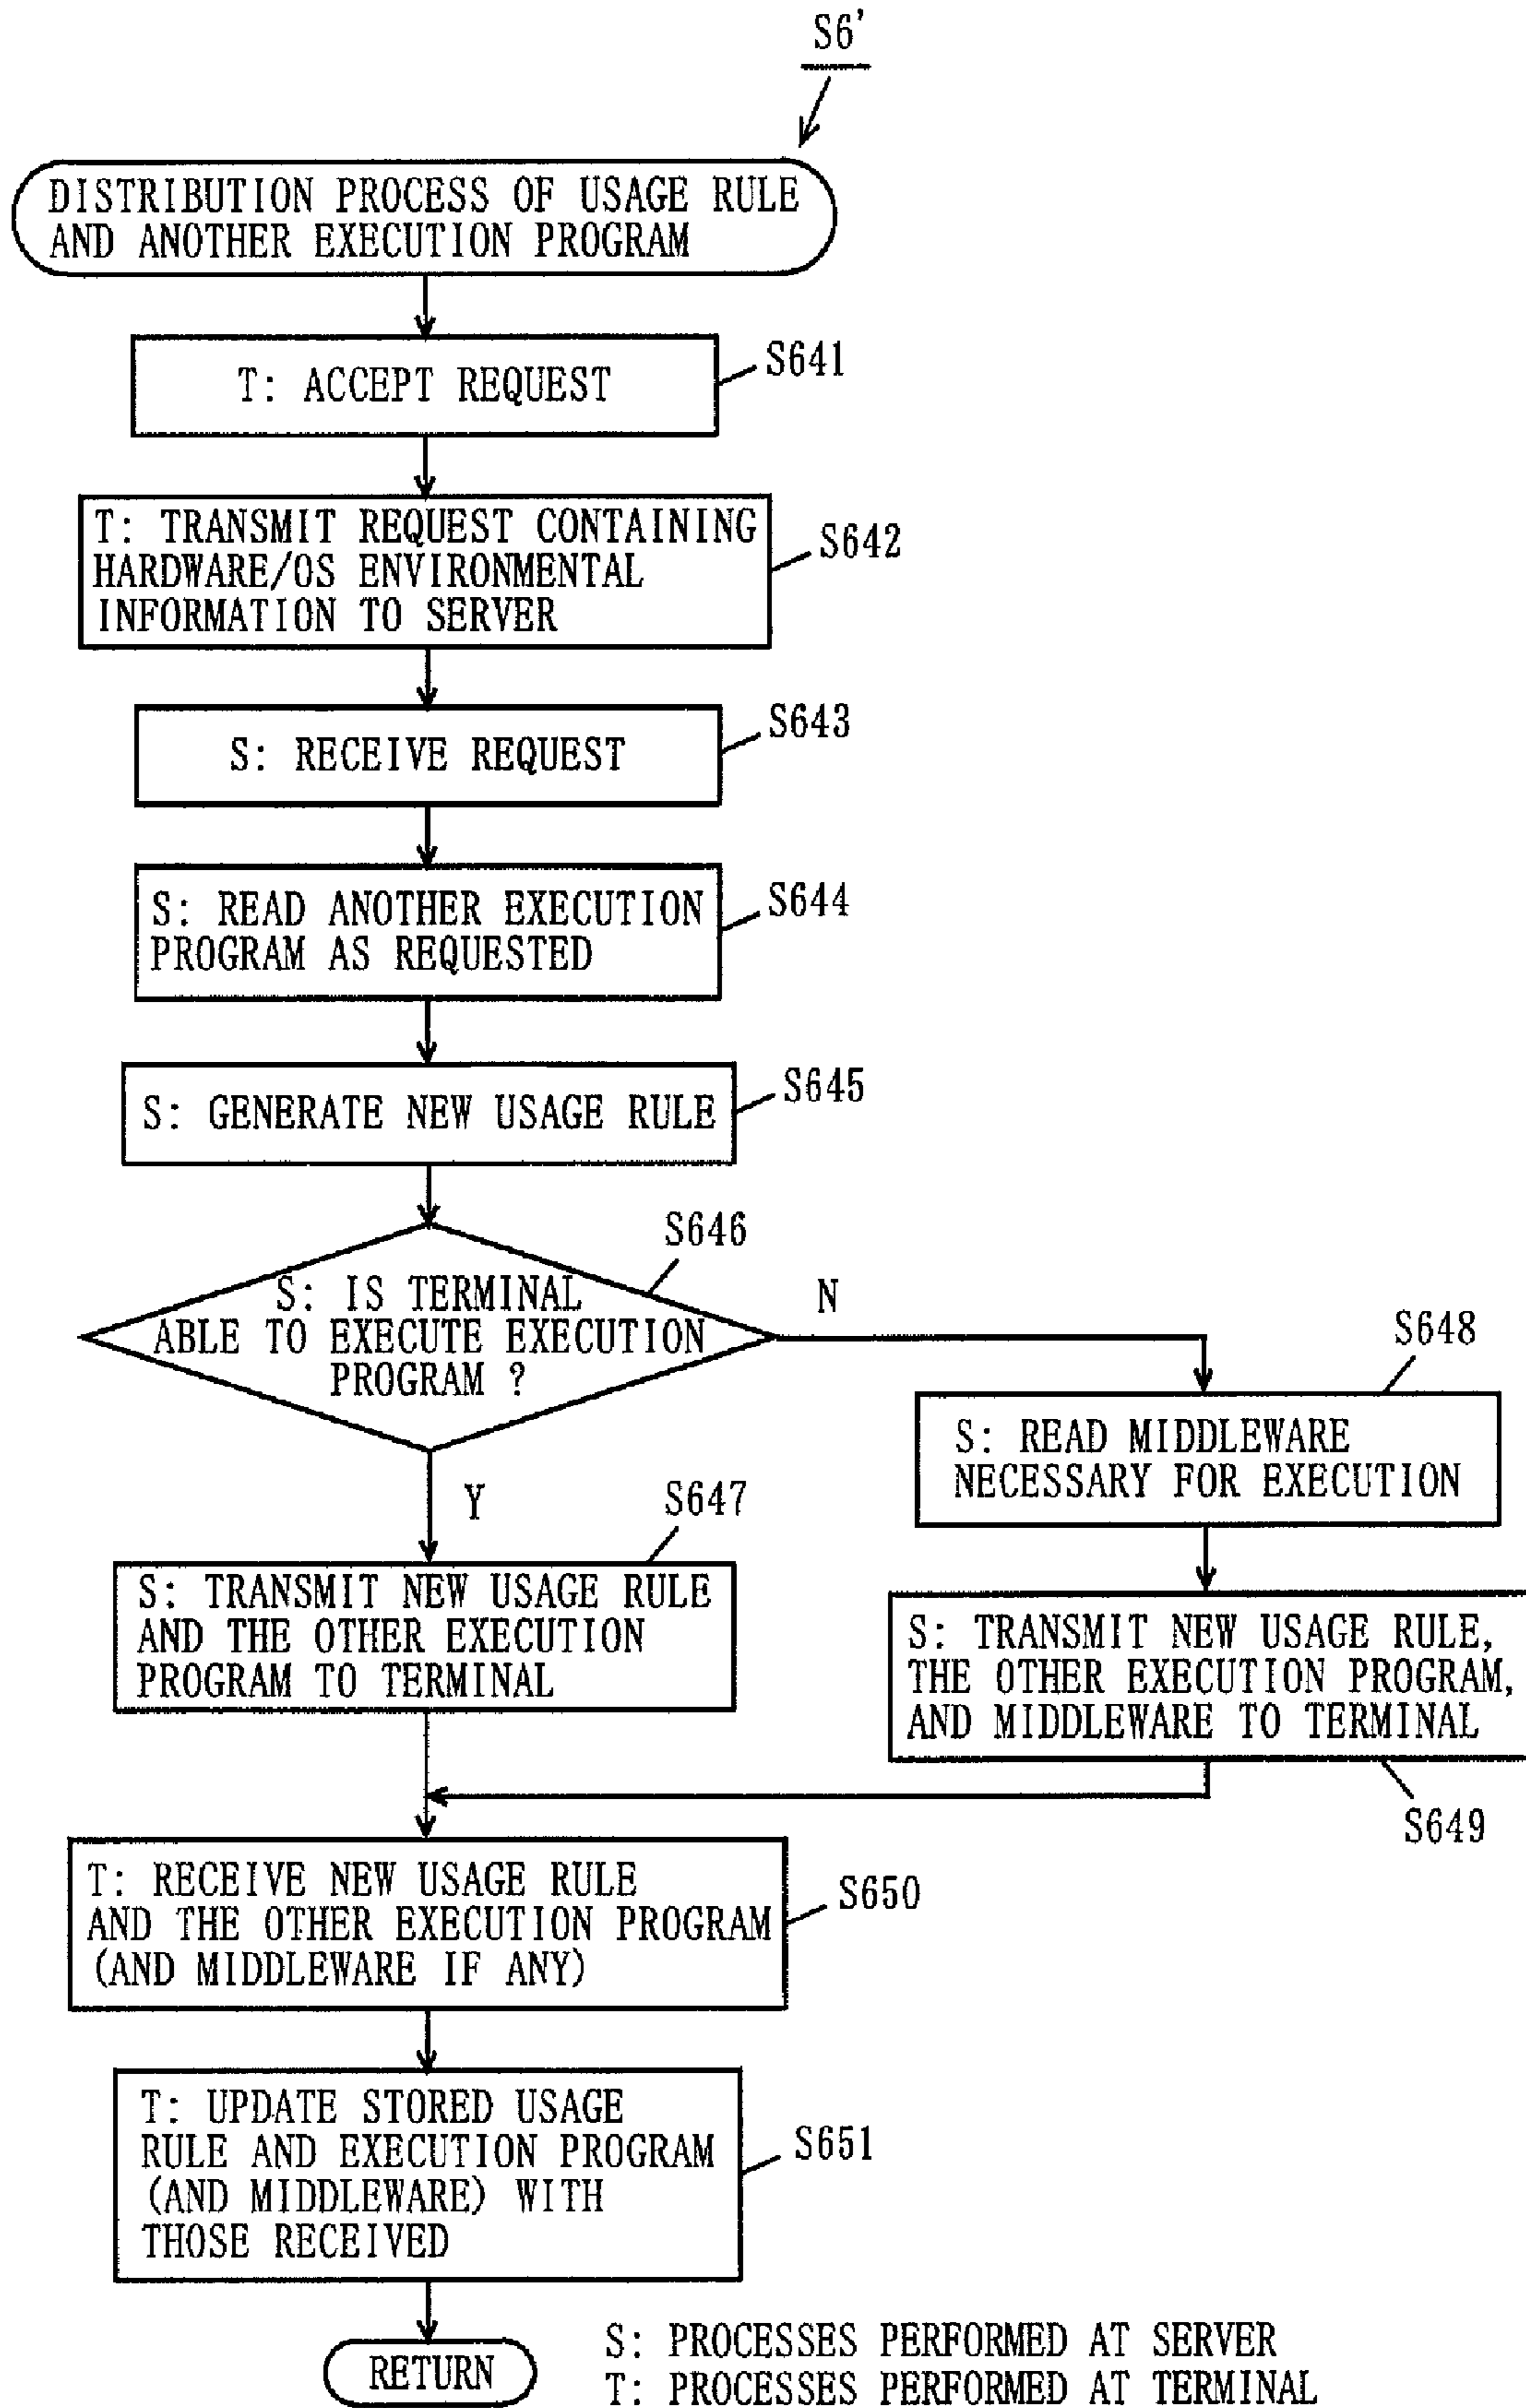 S6'
DISTRIBUTION PROCESS OF USAGE RULE
AND ANOTHER EXECUTION PROGRAM
T: ACCEPT REQUEST
S641
T: TRANSMIT REQUEST CONTAINING
HARDWARE/OS ENVIRONMENTAL
INFORMATION TO SERVER
S642
S: RECEIVE REQUEST
S643
S: READ ANOTHER EXECUTION
PROGRAM AS REQUESTED
S644
S: GENERATE NEW USAGE RULE
S645
S: IS TERMINAL
ABLE TO EXECUTE EXECUTION
PROGRAM ?
S646
N
Y
S648
S: READ MIDDLEWARE
NECESSARY FOR EXECUTION
S647
S: TRANSMIT NEW USAGE RULE
AND THE OTHER EXECUTION
PROGRAM TO TERMINAL
S: TRANSMIT NEW USAGE RULE,
THE OTHER EXECUTION PROGRAM,
AND MIDDLEWARE TO TERMINAL
S649
T: RECEIVE NEW USAGE RULE
AND THE OTHER EXECUTION PROGRAM
(AND MIDDLEWARE IF ANY)
S650
T: UPDATE STORED USAGE
RULE AND EXECUTION PROGRAM
(AND MIDDLEWARE) WITH
THOSE RECEIVED
S651
RETURN
S: PROCESSES PERFORMED AT SERVER
T: PROCESSES PERFORMED AT TERMINAL